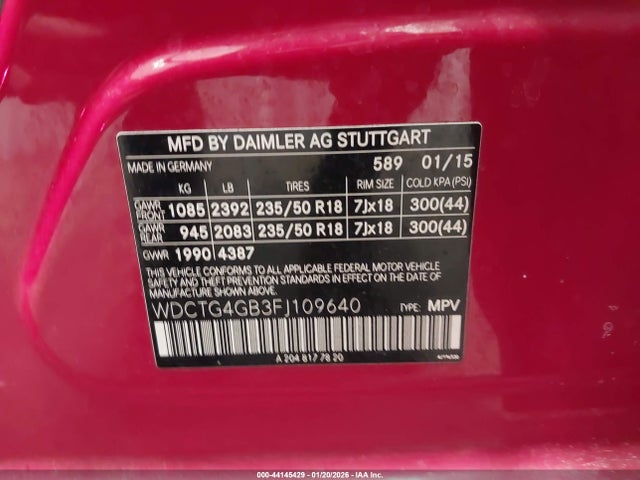 MFD BY DAIMLER AG STUTTGART
MADE IN GERMANY 589 01/15
KG LB TIRES RIM SIZE COLD KPA (PSI)
GAWR FRONT 1085 2392 235/50 R18 7Jx18 300(44)
GAWR REAR 945 2083 235/50 R18 7Jx18 300(44)
GVWR 1990 4387
THIS VEHICLE CONFORMS TO ALL APPLICABLE FEDERAL MOTOR VEHICLE
SAFETY AND THEFT PREVENTION STANDARDS IN EFFECT
ON THE DATE OF MANUFACTURE SHOWN ABOVE.
WDCTG4GB3FJ109640 TYPE: MPV
A 204 817 78 20
000-44145429 - 01/20/2026 - IAAI.COM